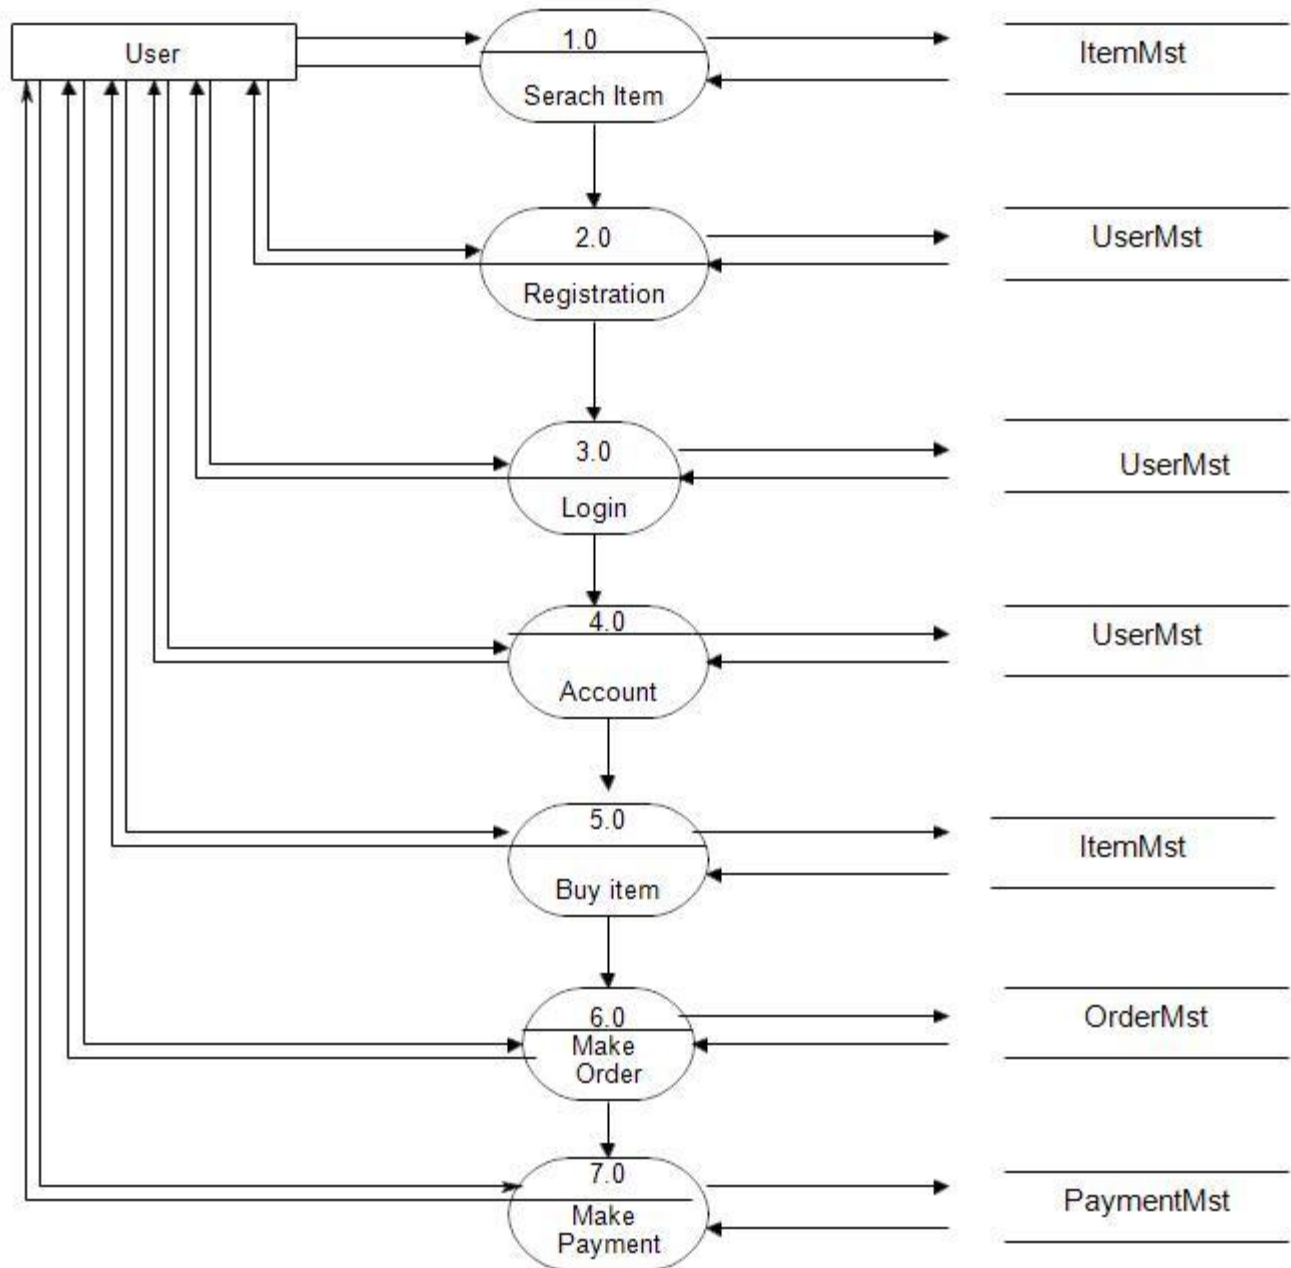 User
1.0
Serach Item
ItemMst
2.0
Registration
UserMst
3.0
Login
UserMst
4.0
Account
UserMst
5.0
Buy item
ItemMst
6.0
Make
Order
OrderMst
7.0
Make
Payment
PaymentMst